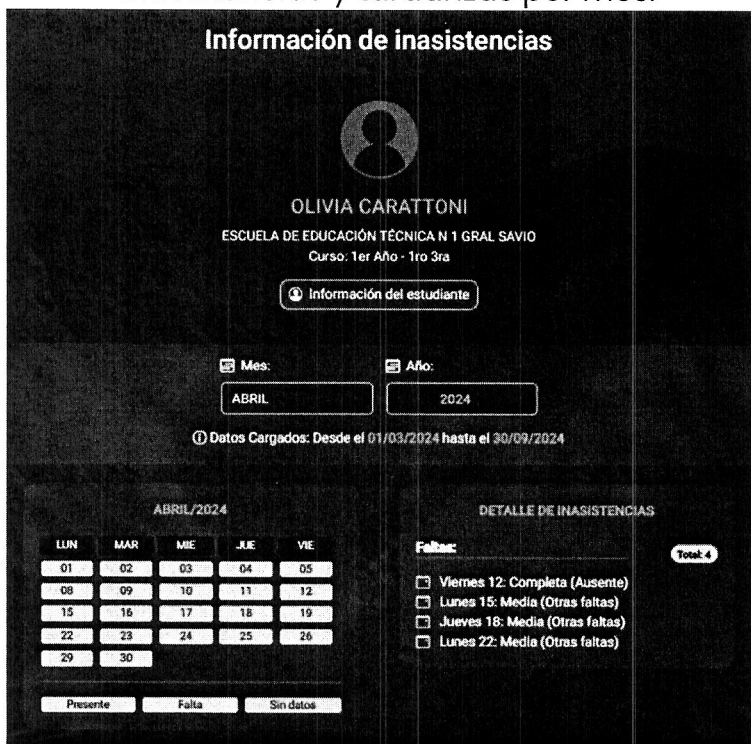 y tardanzas por mes.
Información de inasistencias
OLIVIA CARATTONI
ESCUELA DE EDUCACIÓN TÉCNICA N 1 GRAL SAVIO
Curso: 1er Año - 1ro 3ra
Información del estudiante
Mes:
Año:
ABRIL
2024
Datos Cargados: Desde el 01/03/2024 hasta el 30/09/2024
ABRIL/2024
LUN MAR MIE JUE VIE
01 02 03 04 05
08 09 10 11 12
15 16 17 18 19
22 23 24 25 26
29 30
Presente Falta Sin datos
DETALLE DE INASISTENCIAS
Faltas:
Total: 4
Viernes 12: Completa (Ausente)
Lunes 15: Media (Otras faltas)
Jueves 18: Media (Otras faltas)
Lunes 22: Media (Otras faltas)